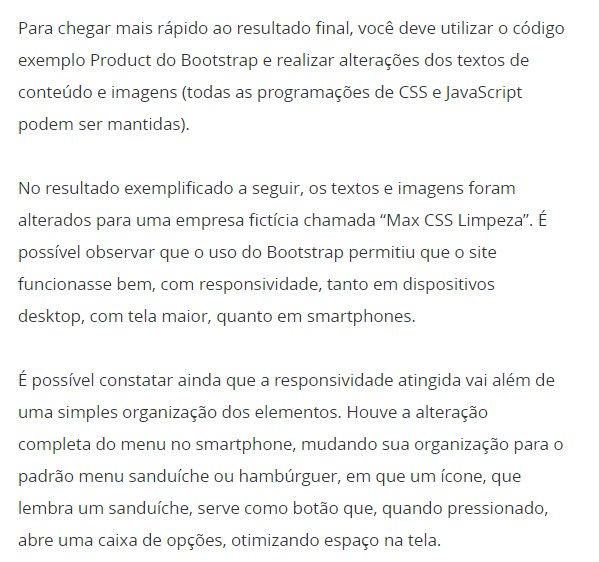 Para chegar mais rápido ao resultado final, você deve utilizar o código
exemplo Product do Bootstrap e realizar alterações dos textos de
conteúdo e imagens (todas as programações de CSS e JavaScript
podem ser mantidas).
No resultado exemplificado a seguir, os textos e imagens foram
alterados para uma empresa fictícia chamada “Max CSS Limpeza”. É
possível observar que o uso do Bootstrap permitiu que o site
funcionasse bem, com responsividade, tanto em dispositivos
desktop, com tela maior, quanto em smartphones.
É possível constatar ainda que a responsividade atingida vai além de
uma simples organização dos elementos. Houve a alteração
completa do menu no smartphone, mudando sua organização para o
padrão menu sanduíche ou hambúrguer, em que um ícone, que
lembra um sanduíche, serve como botão que, quando pressionado,
abre uma caixa de opções, otimizando espaço na tela.